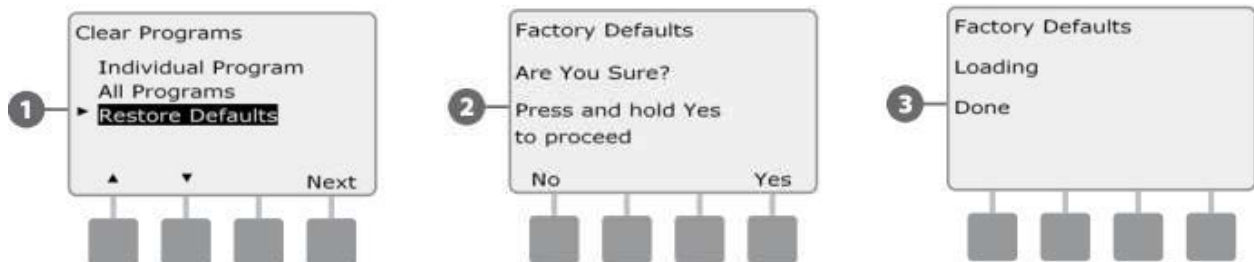 Clear Programs
Individual Program
All Programs
Restore Defaults
Next
1
Factory Defaults
Are You Sure?
Press and hold Yes
to proceed
No Yes
2
Factory Defaults
Loading
Done
3